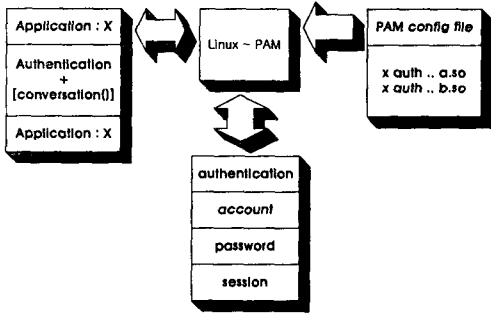 Application : X
Authentication
+
[conversation()]
Application : X
Linux ~ PAM
PAM config file
x auth .. a.so
x auth .. b.so
authentication
account
password
session